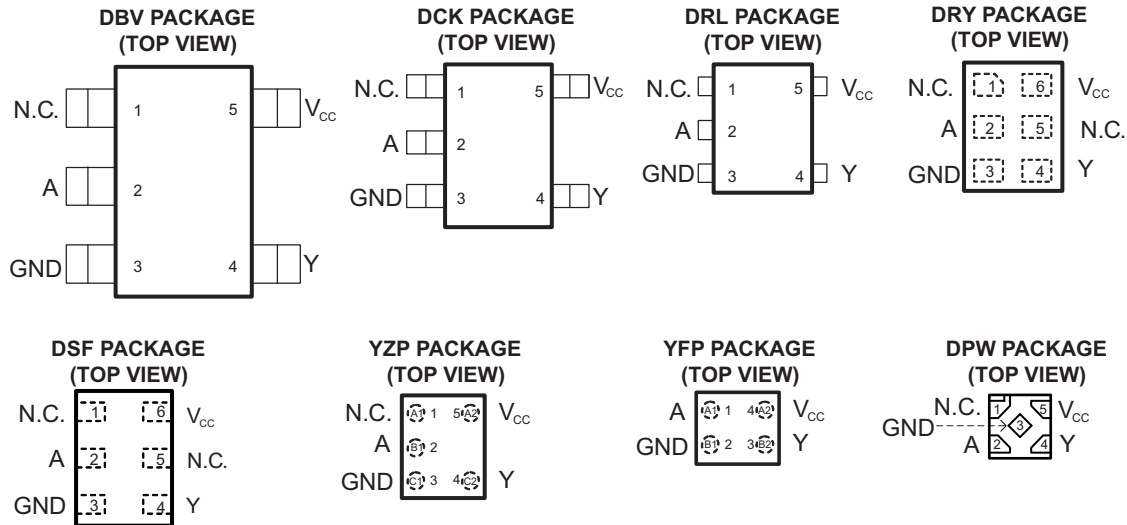 DBV PACKAGE
(TOP VIEW)
N.C. 1 5 VCC
A 2
GND 3 4 Y
DCK PACKAGE
(TOP VIEW)
N.C. 1 5 VCC
A 2
GND 3 4 Y
DRL PACKAGE
(TOP VIEW)
N.C. 1 5 VCC
A 2
GND 3 4 Y
DRY PACKAGE
(TOP VIEW)
N.C. 1 6 VCC
A 2 5 N.C.
GND 3 4 Y
DSF PACKAGE
(TOP VIEW)
N.C. 1 6 VCC
A 2 5 N.C.
GND 3 4 Y
YZP PACKAGE
(TOP VIEW)
N.C. A1 1 5 A2 VCC
A B1 2
GND C1 3 4 C2 Y
YFP PACKAGE
(TOP VIEW)
A A1 1 4 A2 VCC
GND B1 2 3 B2 Y
DPW PACKAGE
(TOP VIEW)
N.C. 1 5 VCC
GND 3
A 2 4 Y